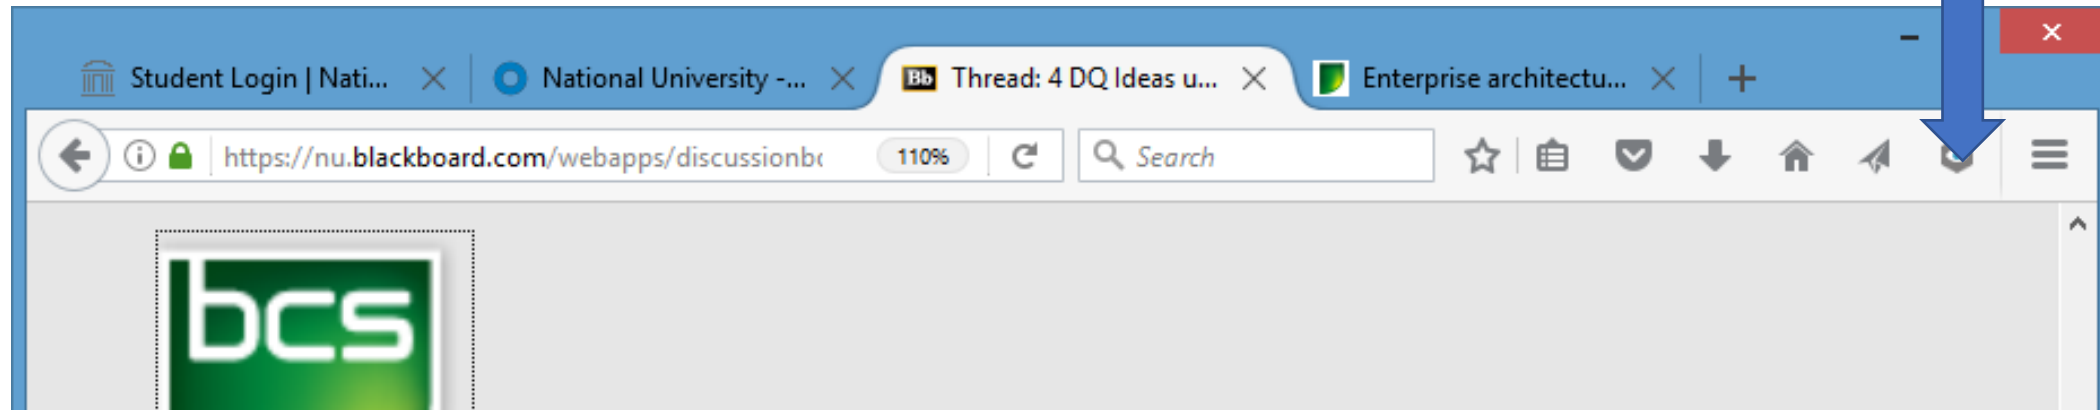 Student Login | Nati... National University -... Bb Thread: 4 DQ Ideas u... Enterprise architectu...
https://nu.blackboard.com/webapps/discussionb 110% Search
bcs